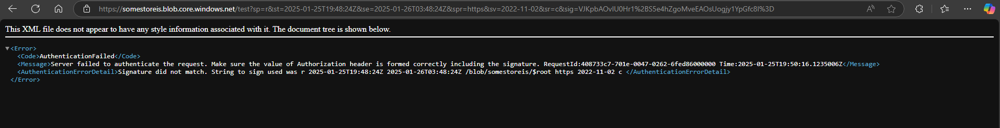 https://somestoreis.blob.core.windows.net/test?sp=r&st=2025-01-25T19:48:24Z&se=2025-01-26T03:48:24Z&spr=https&sv=2022-11-02&sr=c&sig=VJKpbAOvIU0Hr1%2BS5e4hZgoMveEAOsUogjy1YpGfc8I%3D
This XML file does not appear to have any style information associated with it. The document tree is shown below.
<Error>
<Code>AuthenticationFailed</Code>
<Message>Server failed to authenticate the request. Make sure the value of Authorization header is formed correctly including the signature. RequestId:408733c7-701e-0047-0262-6fed86000000 Time:2025-01-25T19:50:16.1235006Z</Message>
<AuthenticationErrorDetail>Signature did not match. String to sign used was r 2025-01-25T19:48:24Z 2025-01-26T03:48:24Z /blob/somestoreis/$root https 2022-11-02 c </AuthenticationErrorDetail>
</Error>